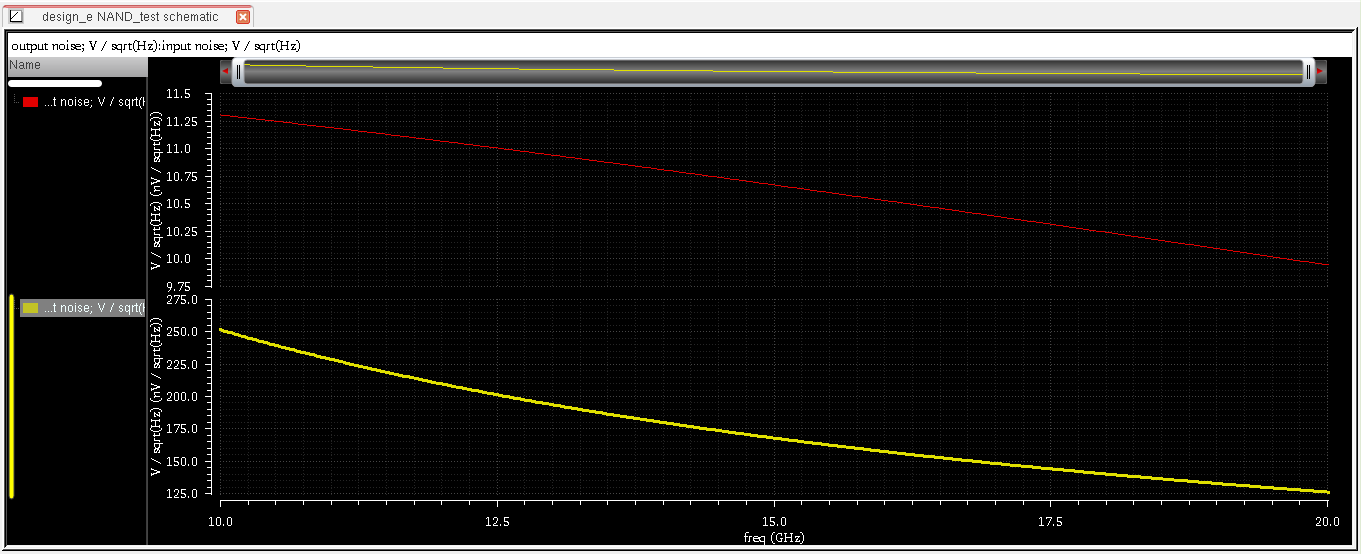 design_e NAND_test schematic
output noise; V / sqrt(Hz):input noise; V / sqrt(Hz)
Name
...t noise; V / sqrt(H
V / sqrt(Hz) (nV / sqrt(Hz))
11.5
11.25
11.0
10.75
10.5
10.25
10.0
9.75
...t noise; V / sqrt(H
V / sqrt(Hz) (nV / sqrt(Hz))
275.0
250.0
225.0
200.0
175.0
150.0
125.0
10.0 12.5 15.0 17.5 20.0
freq (GHz)